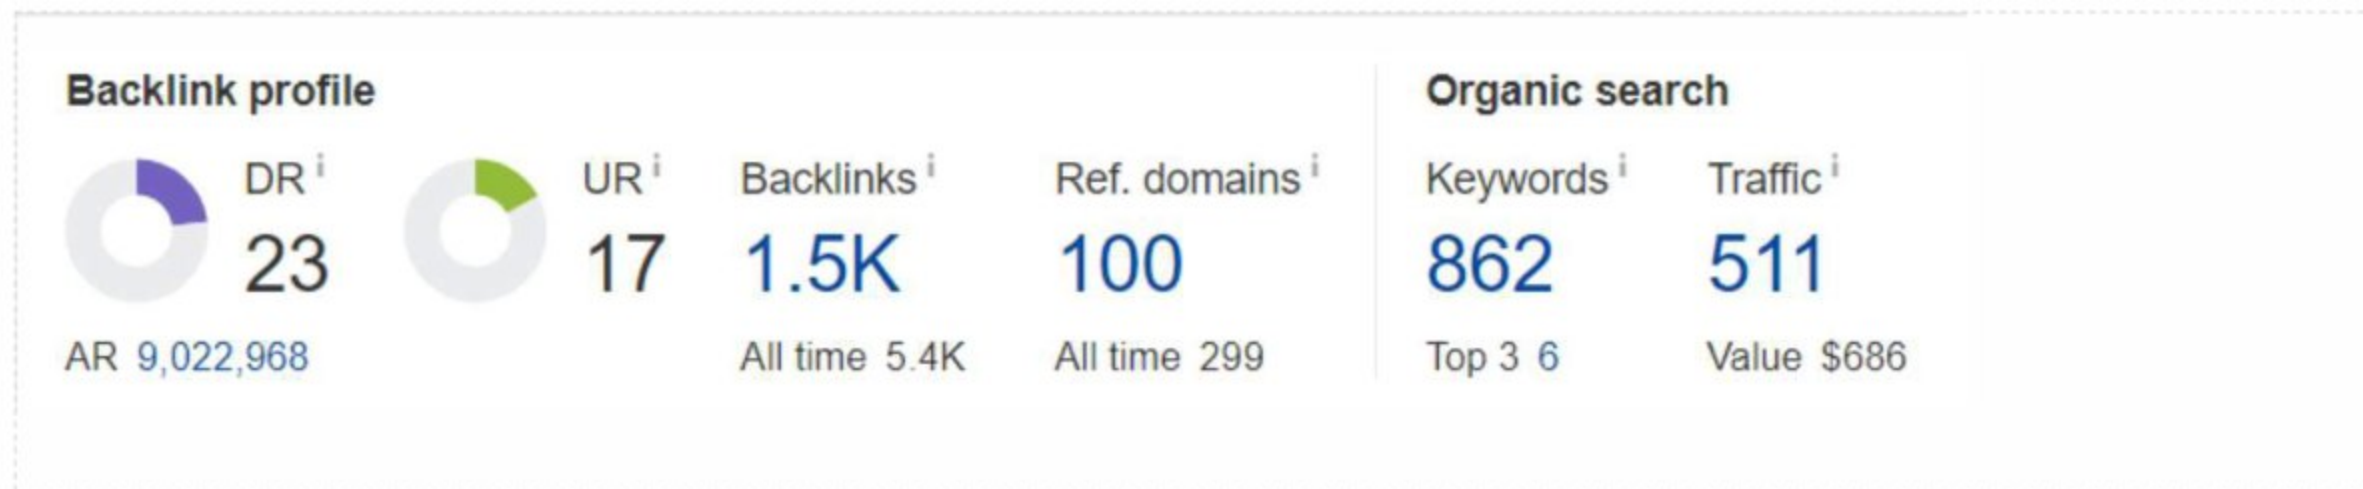 Backlink profile
Organic search
DR i
UR i
Backlinks i
Ref. domains i
Keywords i
Traffic i
23
17
1.5K
100
862
511
AR 9,022,968
All time 5.4K
All time 299
Top 3 6
Value $686